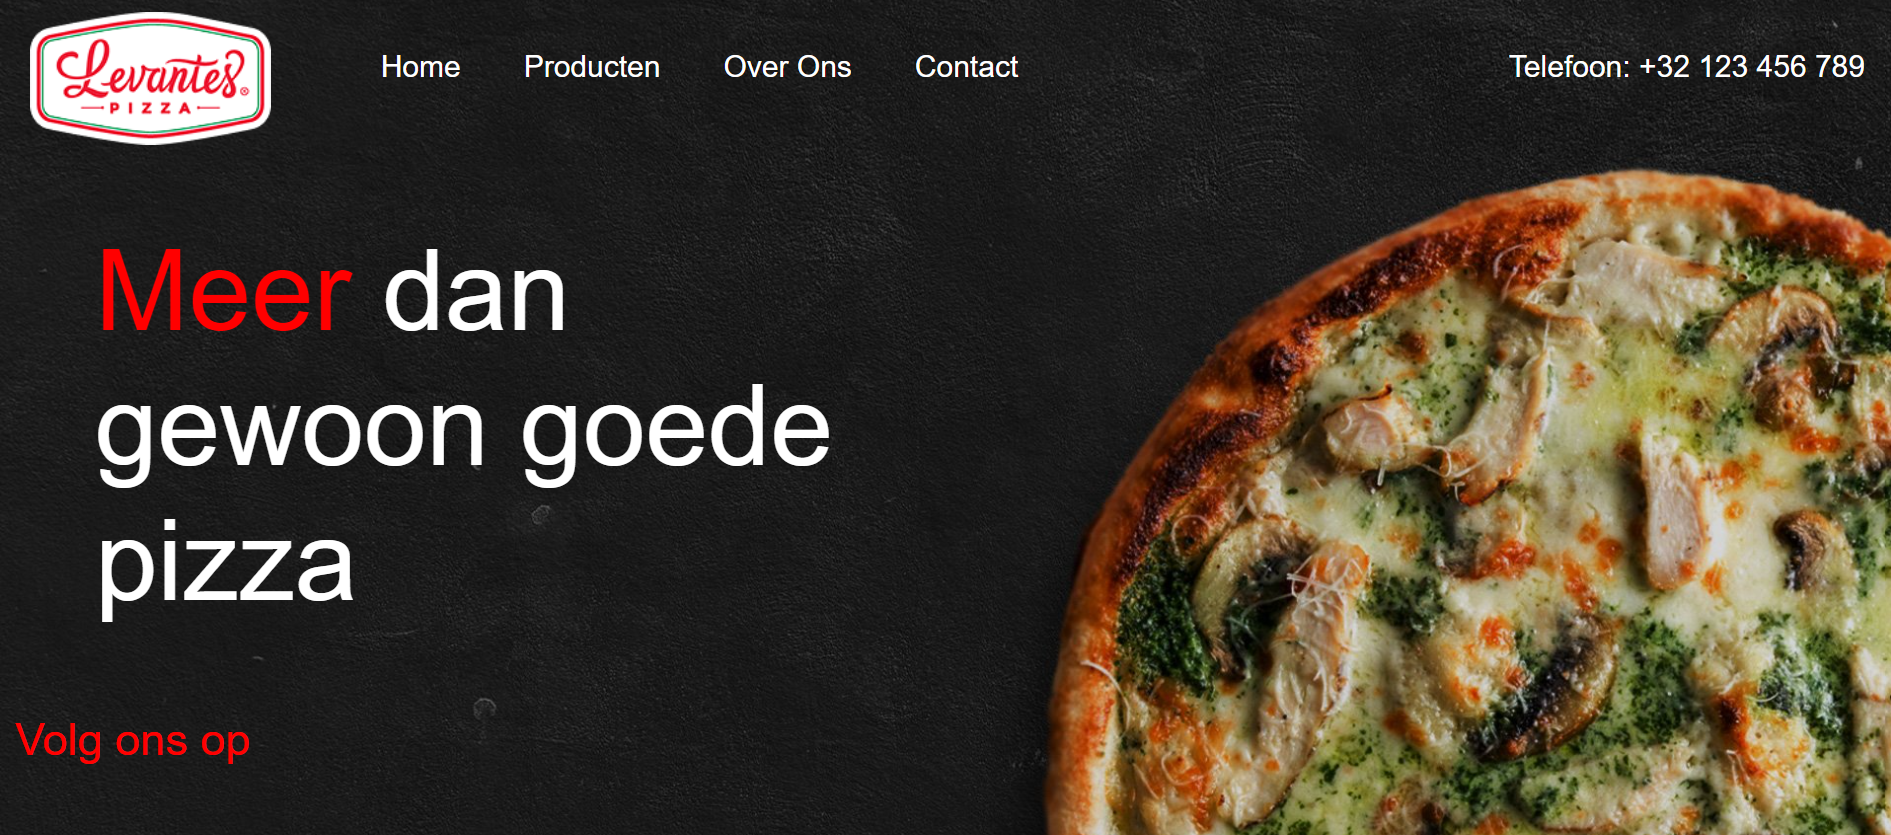 Levantes®
PIZZA
Home Producten Over Ons Contact Telefoon: +32 123 456 789
Meer dan
gewoon goede
pizza
Volg ons op